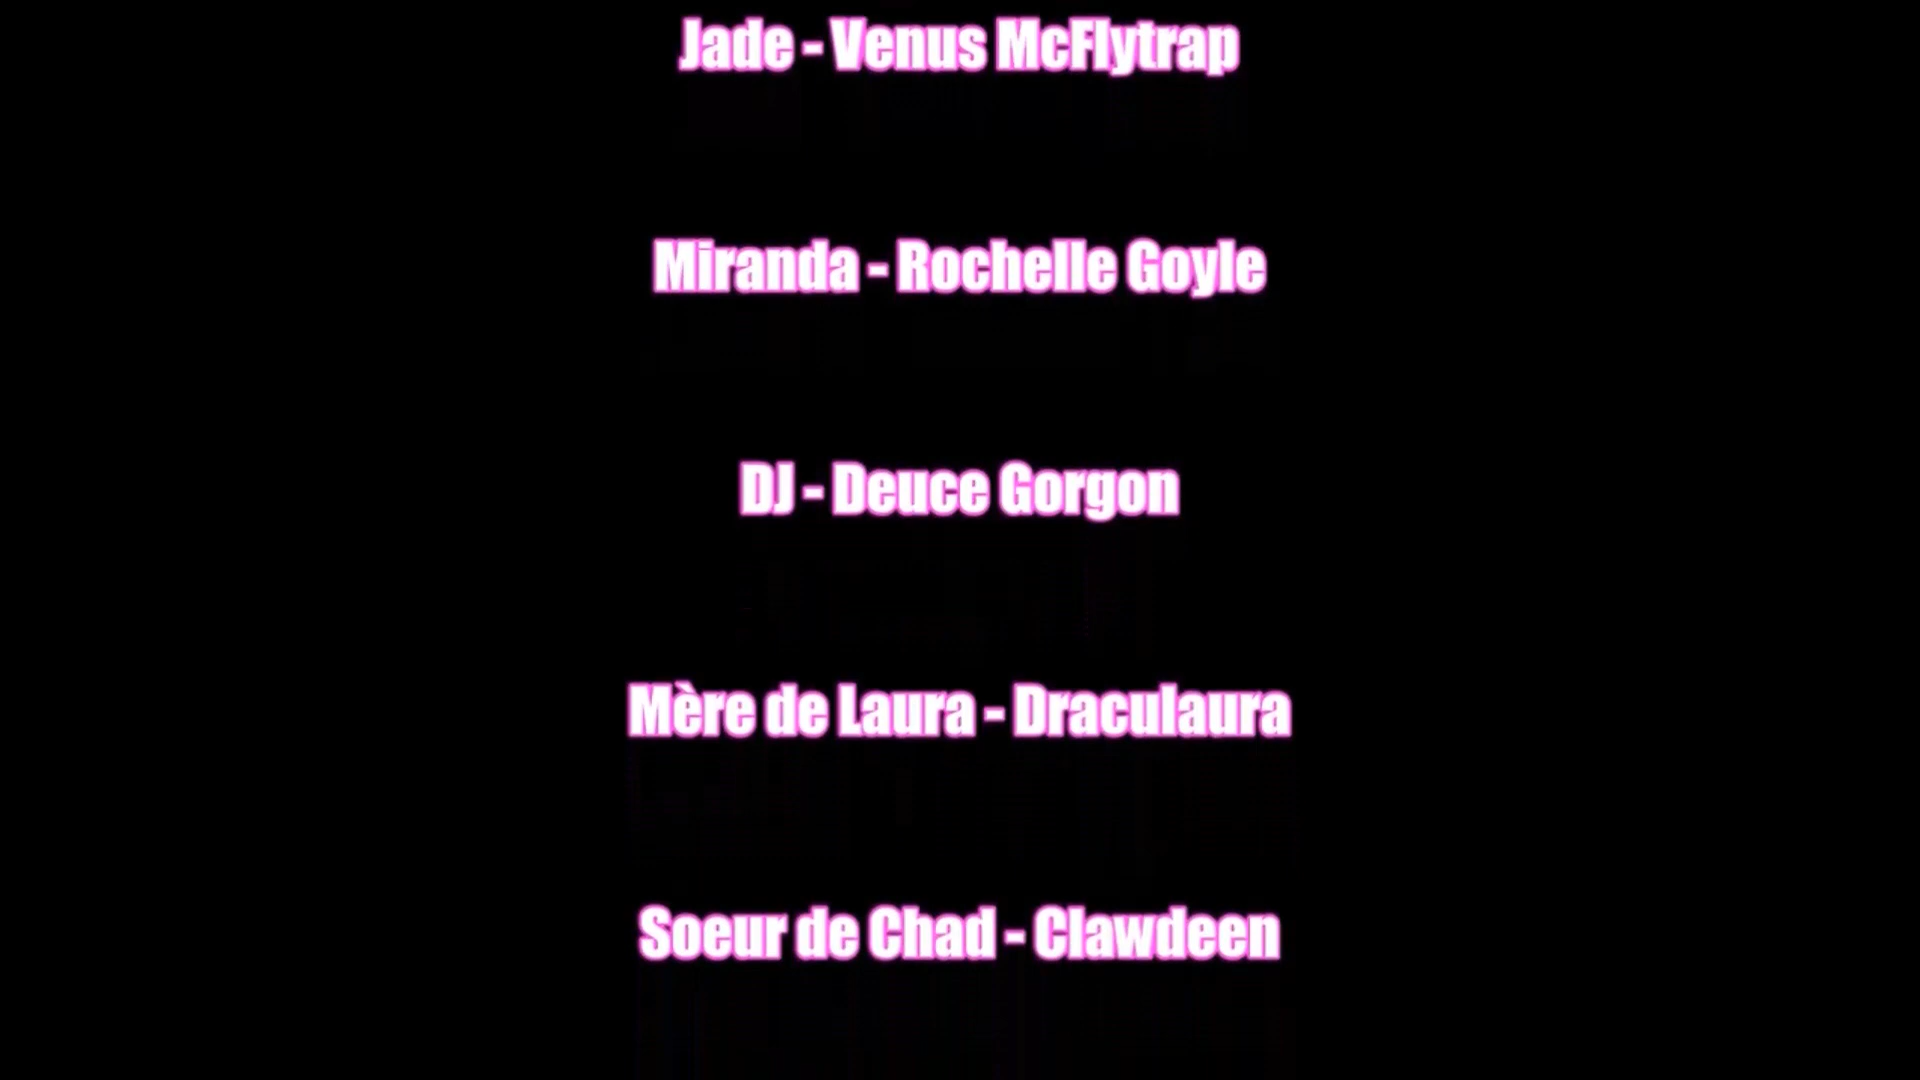 Jade - Venus McFlytrap
Miranda - Rochelle Goyle
DJ - Deuce Gorgon
Mère de Laura - Draculaura
Soeur de Chad - Clawdeen